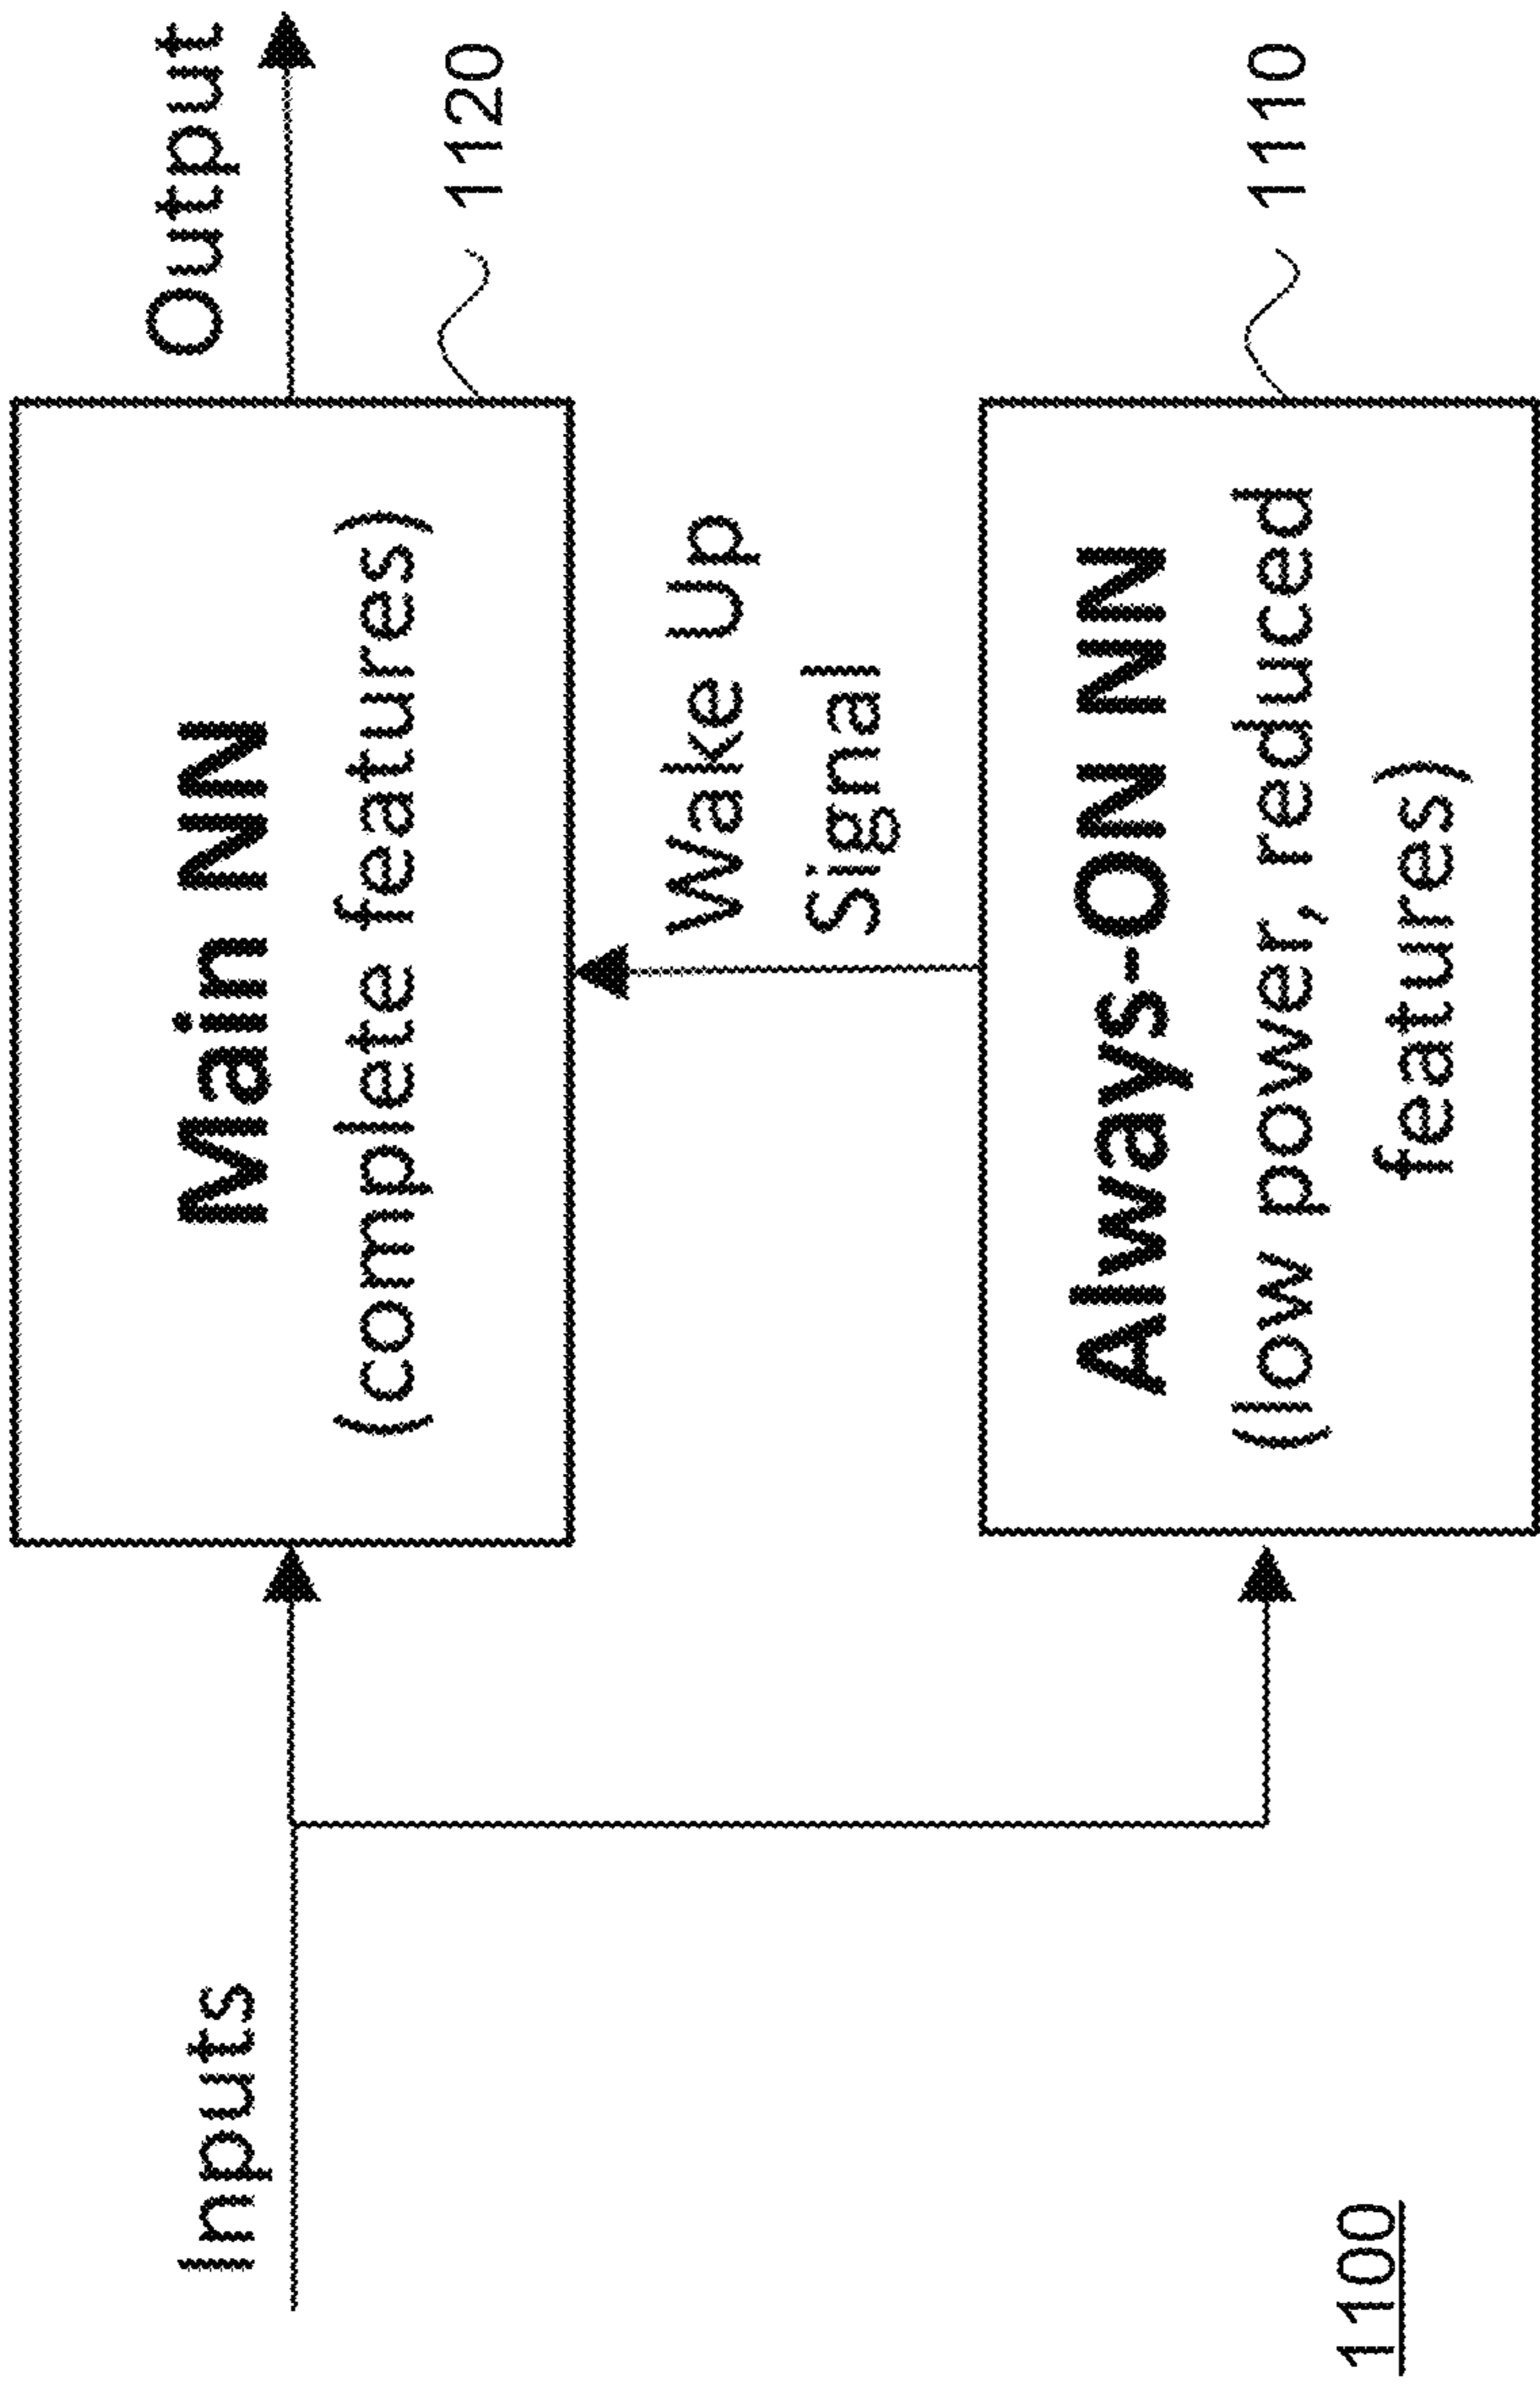 Output
Inputs
Main NN
(complete features)
1120
Wake Up
Signal
Always-ON NN
(low power, reduced
features)
1110
1100